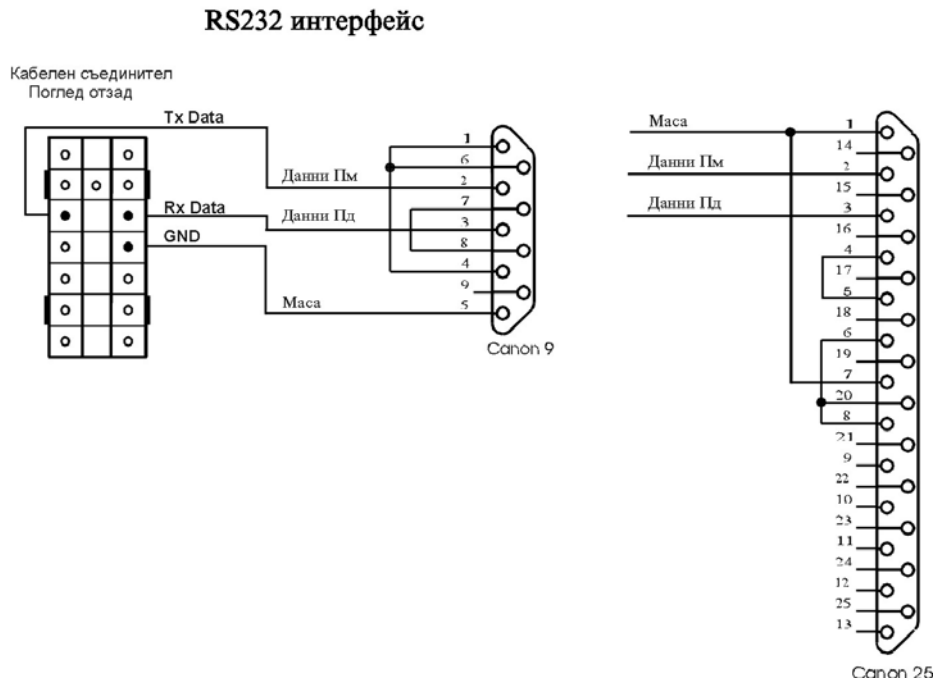 RS232 интерфейс
Кабелен съединител
Поглед отзад
Tx Data
Данни Пм
Rx Data
Данни Пд
GND
Маса
1
6
2
7
3
8
4
9
5
Canon 9
Маса
Данни Пм
Данни Пд
1
14
2
15
3
16
4
17
5
18
6
19
7
20
8
21
9
22
10
23
11
24
12
25
13
Canon 25